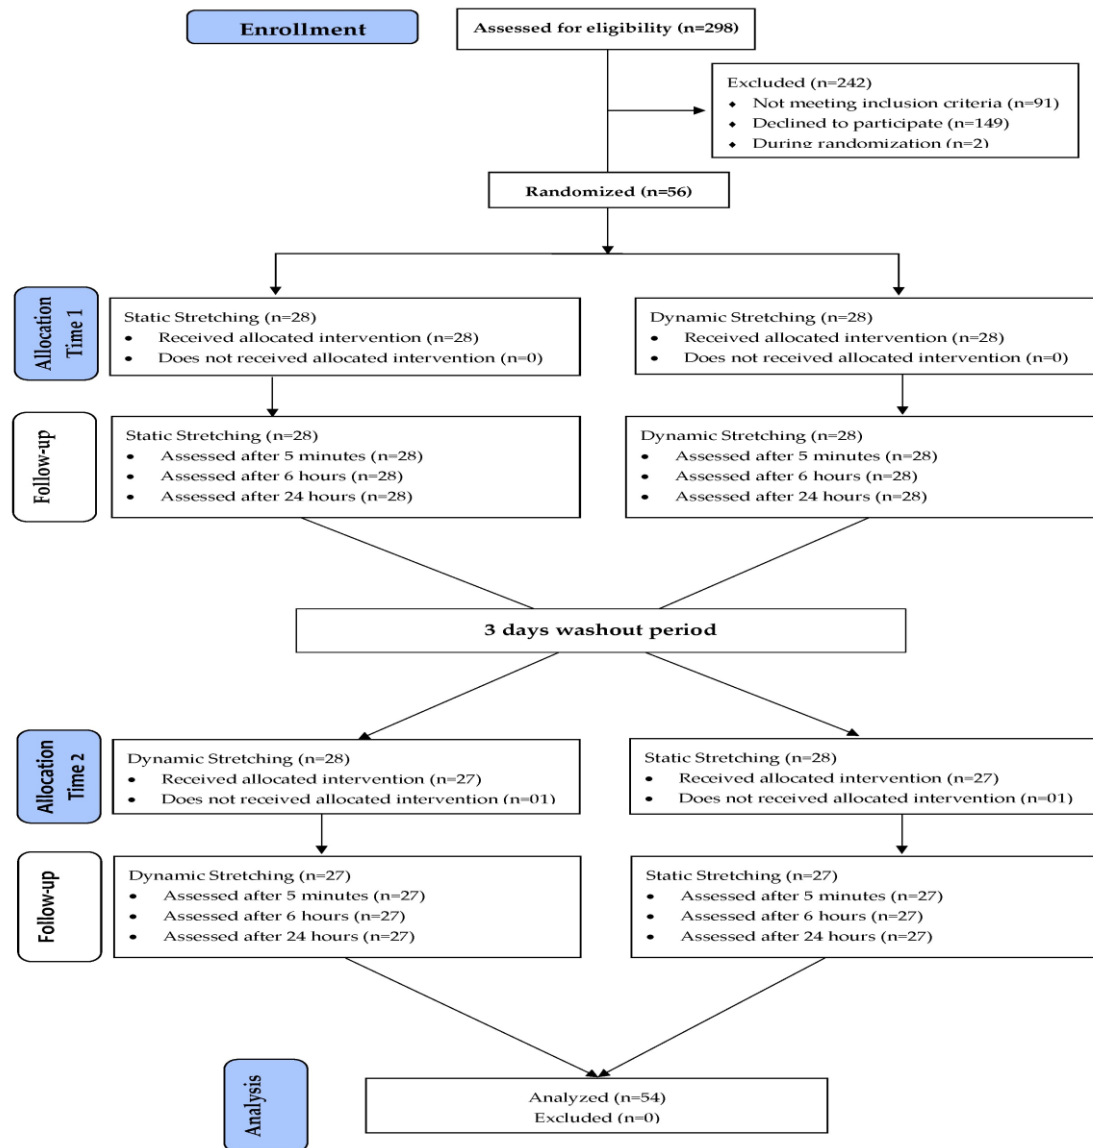 Enrollment
Assessed for eligibility (n=298)
Excluded (n=242)
◆ Not meeting inclusion criteria (n=91)
◆ Declined to participate (n=149)
◆ During randomization (n=2)
Randomized (n=56)
Allocation
Time 1
Static Stretching (n=28)
• Received allocated intervention (n=28)
• Does not received allocated intervention (n=0)
Dynamic Stretching (n=28)
• Received allocated intervention (n=28)
• Does not received allocated intervention (n=0)
Follow-up
Static Stretching (n=28)
• Assessed after 5 minutes (n=28)
• Assessed after 6 hours (n=28)
• Assessed after 24 hours (n=28)
Dynamic Stretching (n=28)
• Assessed after 5 minutes (n=28)
• Assessed after 6 hours (n=28)
• Assessed after 24 hours (n=28)
3 days washout period
Allocation
Time 2
Dynamic Stretching (n=28)
• Received allocated intervention (n=27)
• Does not received allocated intervention (n=01)
Static Stretching (n=28)
• Received allocated intervention (n=27)
• Does not received allocated intervention (n=01)
Follow-up
Dynamic Stretching (n=27)
• Assessed after 5 minutes (n=27)
• Assessed after 6 hours (n=27)
• Assessed after 24 hours (n=27)
Static Stretching (n=27)
• Assessed after 5 minutes (n=27)
• Assessed after 6 hours (n=27)
• Assessed after 24 hours (n=27)
Analysis
Analyzed (n=54)
Excluded (n=0)